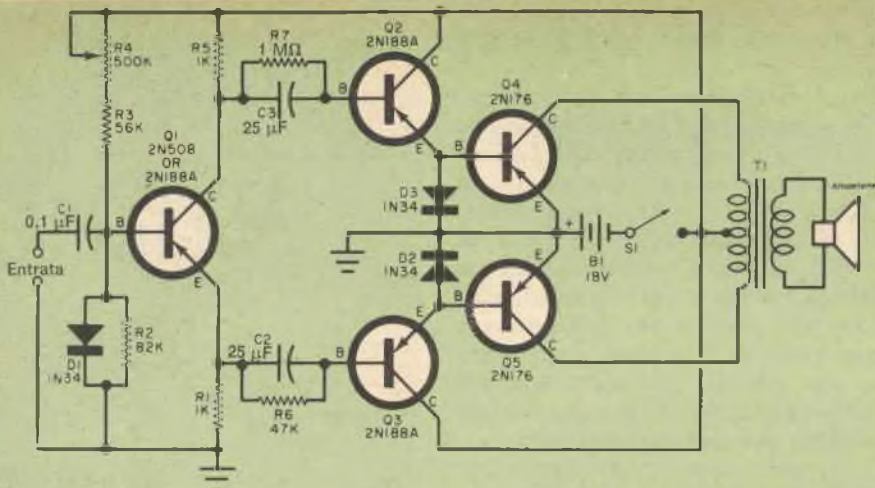 R4
500K
R3
56K
R5
1K
R7
1 MΩ
C3
25 µF
Q2
2N188A
B
C
E
Q4
2N176
B
C
E
Q1
2N508
OR
2N188A
B
C
E
C1
0.1 µF
Entrata
D3
1N34
D2
1N34
+
B1
18V
S1
T1
D1
1N34
R2
82K
C2
25 µF
R6
47K
R1
1K
B
E
C
Q3
2N188A
B
E
C
Q5
2N176